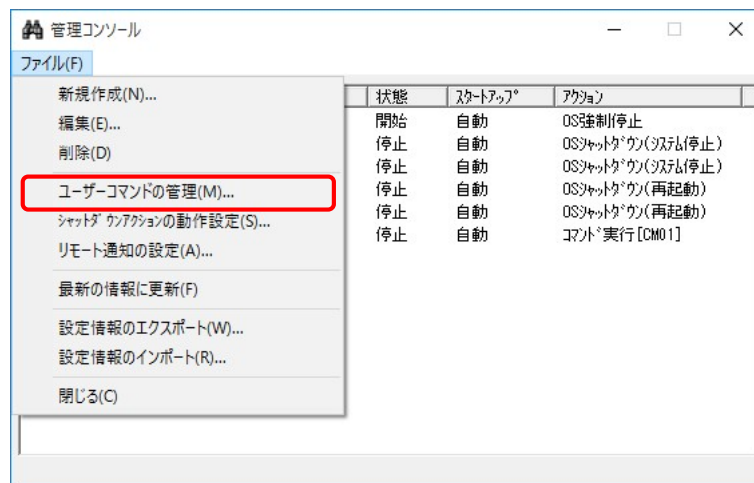 管理コンソール
ファイル(F)
新規作成(N)...
編集(E)...
削除(D)
ユーザーコマンドの管理(M)...
シャットダウンアクションの動作設定(S)...
リモート通知の設定(A)...
最新の情報に更新(F)
設定情報のエクスポート(W)...
設定情報のインポート(R)...
閉じる(C)
状態 スタートアップ アクション
開始 自動 OS強制停止
停止 自動 OSシャットダウン(システム停止)
停止 自動 OSシャットダウン(システム停止)
停止 自動 OSシャットダウン(再起動)
停止 自動 OSシャットダウン(再起動)
停止 自動 コマンド実行[CM01]